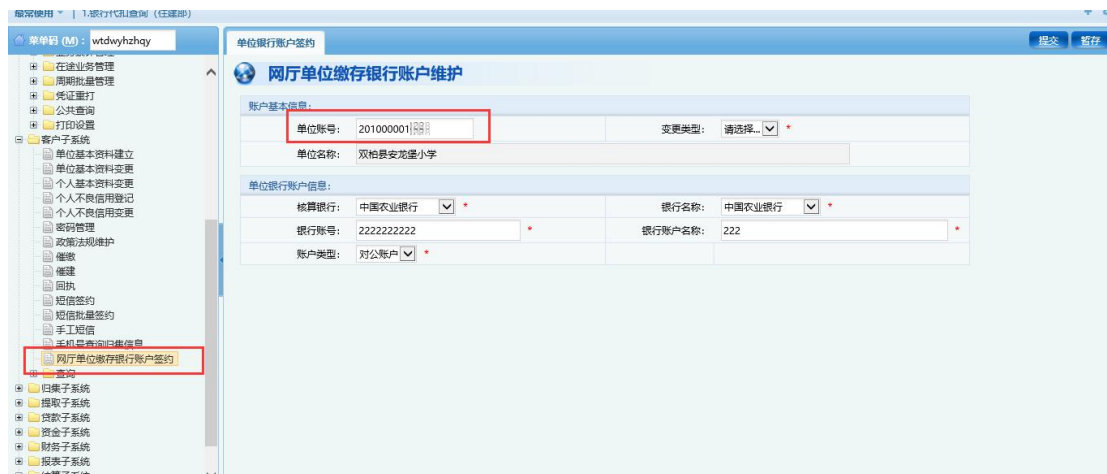 最常使用 | 1.银行代扣查询（住建部）
菜单码 (M)： wtdwyhzhqy
单位银行账户签约
提交 暂存
在途业务管理
周期批量管理
凭证重打
公共查询
打印设置
客户子系统
单位基本资料建立
单位基本资料变更
个人基本资料变更
个人不良信用登记
个人不良信用变更
密码管理
政策法规维护
催缴
催建
回执
短信签约
短信批量签约
手工短信
手机号查询归集信息
网厅单位缴存银行账户签约
查询
归集子系统
提取子系统
贷款子系统
资金子系统
财务子系统
报表子系统
网厅单位缴存银行账户维护
账户基本信息：
单位账号： 201000001 变更类型： 请选择... *
单位名称： 双柏县安龙堡小学
单位银行账户信息：
核算银行： 中国农业银行 * 银行名称： 中国农业银行 *
银行账号： 2222222222 * 银行账户名称： 222 *
账户类型： 对公账户 *